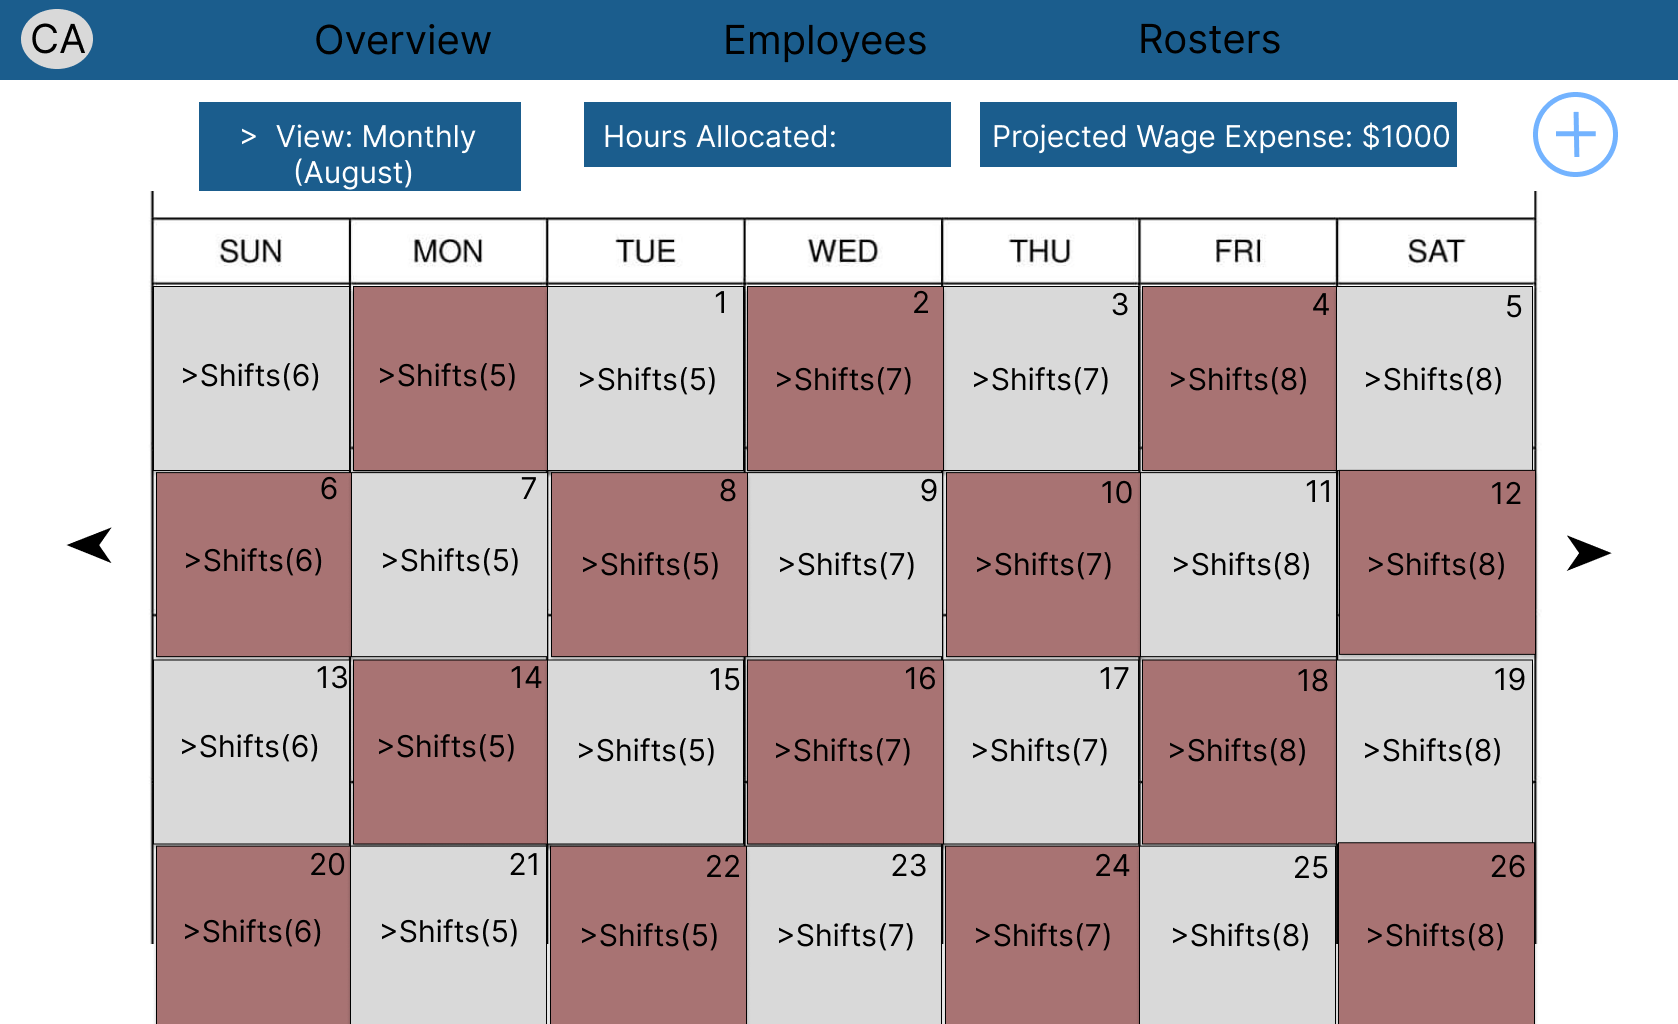 CA Overview Employees Rosters
> View: Monthly
(August)
Hours Allocated:
Projected Wage Expense: $1000
SUN MON TUE WED THU FRI SAT
1 2 3 4 5
>Shifts(6) >Shifts(5) >Shifts(5) >Shifts(7) >Shifts(7) >Shifts(8) >Shifts(8)
6 7 8 9 10 11 12
>Shifts(6) >Shifts(5) >Shifts(5) >Shifts(7) >Shifts(7) >Shifts(8) >Shifts(8)
13 14 15 16 17 18 19
>Shifts(6) >Shifts(5) >Shifts(5) >Shifts(7) >Shifts(7) >Shifts(8) >Shifts(8)
20 21 22 23 24 25 26
>Shifts(6) >Shifts(5) >Shifts(5) >Shifts(7) >Shifts(7) >Shifts(8) >Shifts(8)